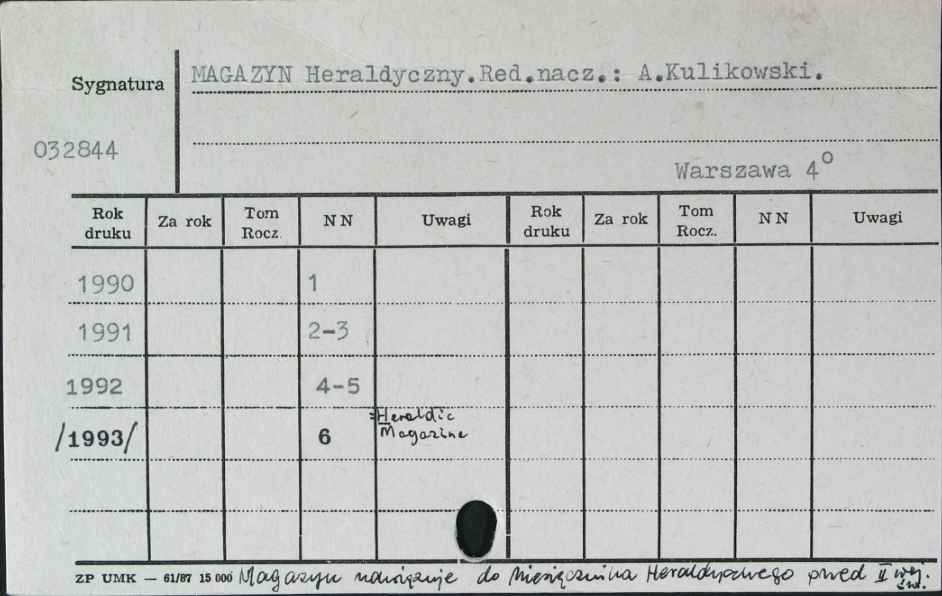 Sygnatura
MAGAZYN Heraldyczny.Red.nacz.: A.Kulikowski.
032844
Warszawa 4°
Rok druku Za rok Tom Rocz. NN Uwagi Rok druku Za rok Tom Rocz. NN Uwagi
1990 1
1991 2-3
1992 4-5
/1993/ 6 =Heraldic Magazine
ZP UMK — 61/87 15 000 Magazyn nawiązuje do Miesięcznika Heraldycznego przed II woj. św.